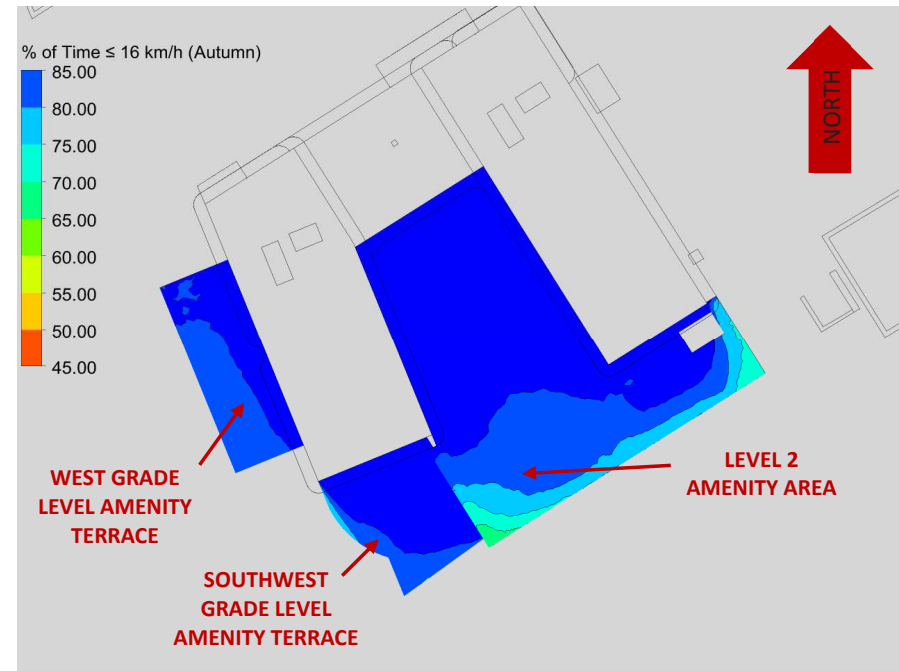 % of Time ≤ 16 km/h (Autumn)
85.00
80.00
75.00
70.00
65.00
60.00
55.00
50.00
45.00
NORTH
WEST GRADE
LEVEL AMENITY
TERRACE
LEVEL 2
AMENITY AREA
SOUTHWEST
GRADE LEVEL
AMENITY TERRACE